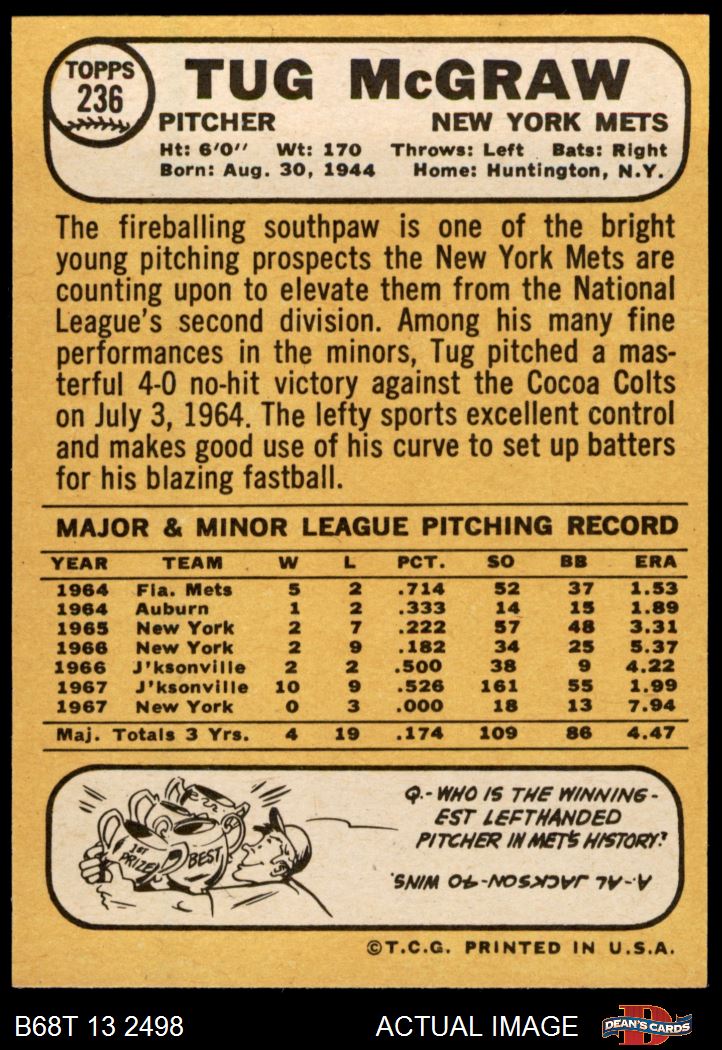 TOPPS
236
TUG McGRAW
PITCHER NEW YORK METS
Ht: 6'0'' Wt: 170 Throws: Left Bats: Right
Born: Aug. 30, 1944 Home: Huntington, N.Y.
The fireballing southpaw is one of the bright
young pitching prospects the New York Mets are
counting upon to elevate them from the National
League's second division. Among his many fine
performances in the minors, Tug pitched a mas-
terful 4-0 no-hit victory against the Cocoa Colts
on July 3, 1964. The lefty sports excellent control
and makes good use of his curve to set up batters
for his blazing fastball.
MAJOR & MINOR LEAGUE PITCHING RECORD
YEAR TEAM W L PCT. SO BB ERA
1964 Fla. Mets 5 2 .714 52 37 1.53
1964 Auburn 1 2 .333 14 15 1.89
1965 New York 2 7 .222 57 48 3.31
1966 New York 2 9 .182 34 25 5.37
1966 J'ksonville 2 2 .500 38 9 4.22
1967 J'ksonville 10 9 .526 161 55 1.99
1967 New York 0 3 .000 18 13 7.94
Maj. Totals 3 Yrs. 4 19 .174 109 86 4.47
1ST
PRIZE
BEST
Q.- WHO IS THE WINNING-
EST LEFTHANDED
PITCHER IN MET'S HISTORY?
A.- AL JACKSON - 40 WINS.
©T.C.G. PRINTED IN U.S.A.
B68T 13 2498 ACTUAL IMAGE DEAN'S CARDS